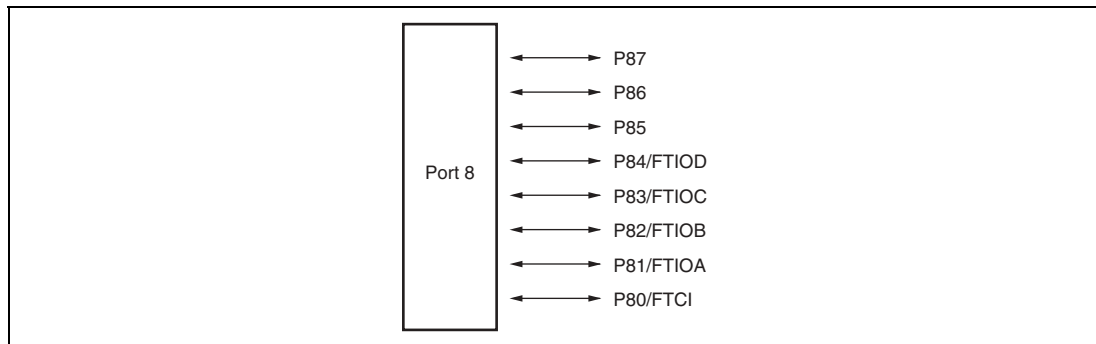 Port 8
P87
P86
P85
P84/FTIOD
P83/FTIOC
P82/FTIOB
P81/FTIOA
P80/FTCI